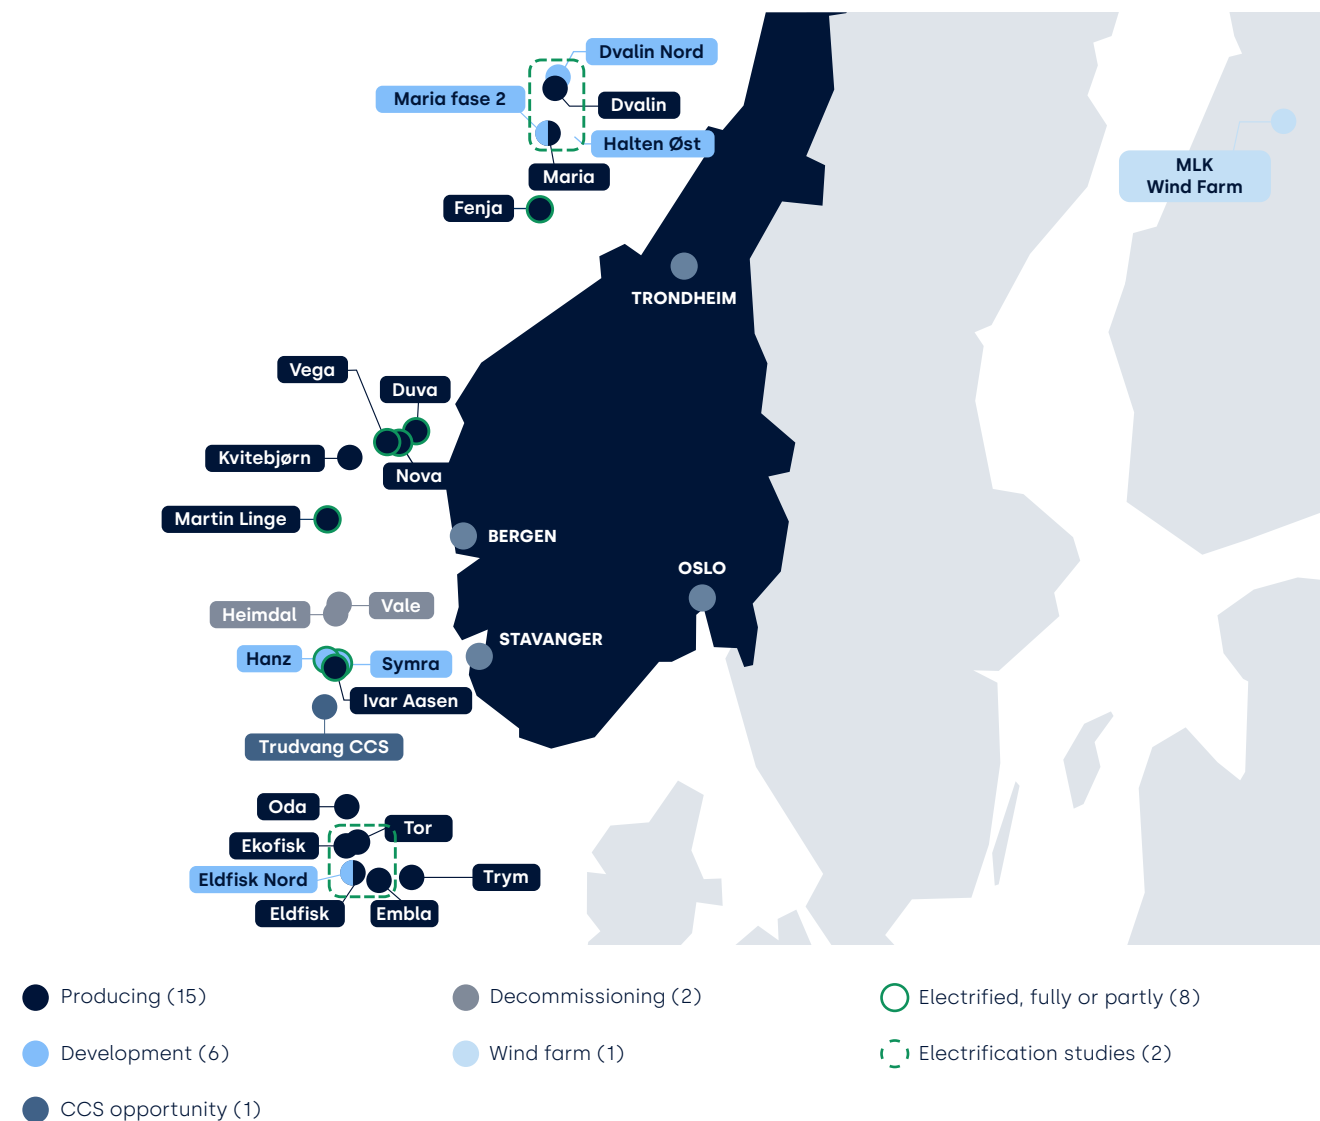 Dvalin Nord
Maria fase 2
Dvalin
Halten Øst
MLK
Wind Farm
Maria
Fenja
TRONDHEIM
Vega
Duva
Kvitebjørn
Nova
Martin Linge
BERGEN
OSLO
Heimdal
Vale
STAVANGER
Hanz
Symra
Ivar Aasen
Trudvang CCS
Oda
Tor
Ekofisk
Eldfisk Nord
Trym
Eldfisk
Embla
Producing (15)
Decommissioning (2)
Electrified, fully or partly (8)
Development (6)
Wind farm (1)
Electrification studies (2)
CCS opportunity (1)